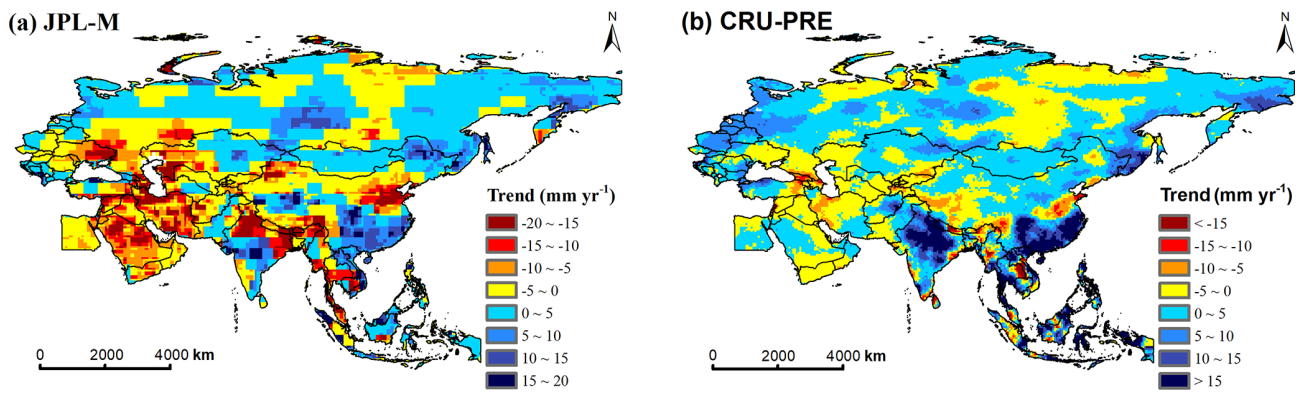 (a) JPL-M
N
Trend (mm yr-1)
-20 ~ -15
-15 ~ -10
-10 ~ -5
-5 ~ 0
0 ~ 5
5 ~ 10
10 ~ 15
15 ~ 20
0 2000 4000 km
(b) CRU-PRE
N
Trend (mm yr-1)
< -15
-15 ~ -10
-10 ~ -5
-5 ~ 0
0 ~ 5
5 ~ 10
10 ~ 15
> 15
0 2000 4000 km